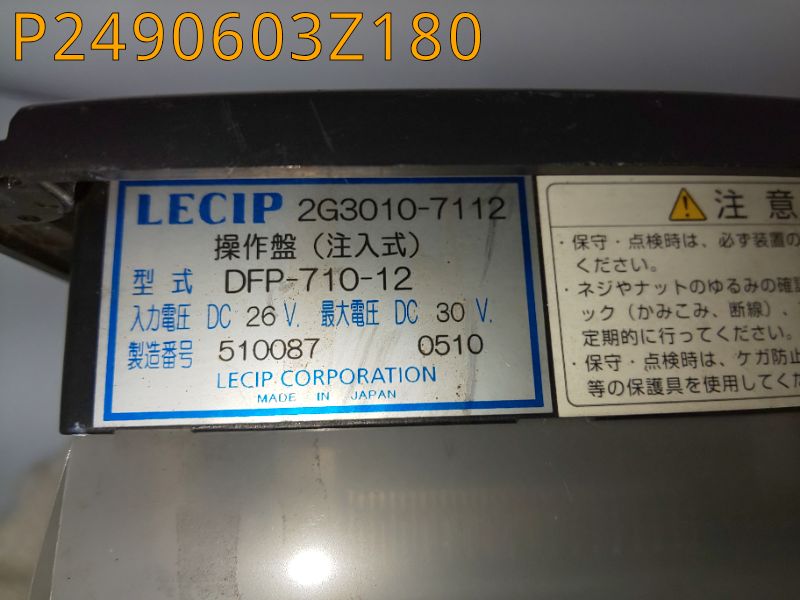 P2490603Z180
LECIP 2G3010-7112
操作盤（注入式）
型式 DFP-710-12
入力電圧 DC 26 V. 最大電圧 DC 30 V.
製造番号 510087 0510
LECIP CORPORATION
MADE IN JAPAN
注意
・保守・点検時は、必ず装置の
ください。
・ネジやナットのゆるみの確認
ック（かみこみ、断線）、
定期的に行ってください。
・保守・点検時は、ケガ防止
等の保護具を使用してくだ